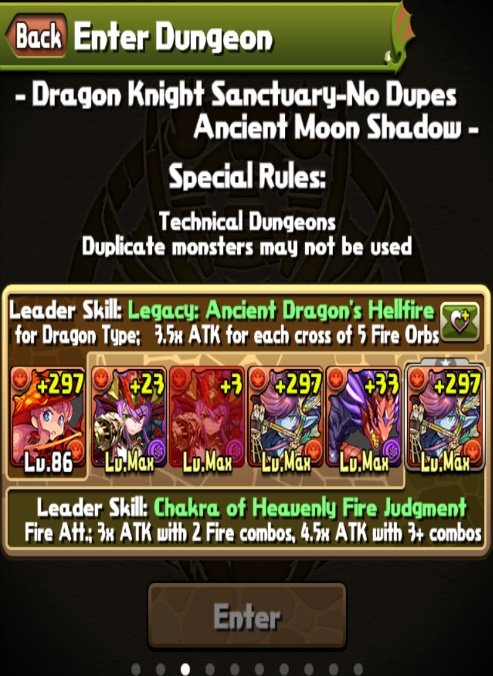 Back Enter Dungeon
- Dragon Knight Sanctuary-No Dupes
Ancient Moon Shadow -
Special Rules:
Technical Dungeons
Duplicate monsters may not be used
Leader Skill: Legacy: Ancient Dragon's Hellfire
for Dragon Type; 3.5x ATK for each cross of 5 Fire Orbs
+297 +23 +3 +297 +33 +297
Lv.86 Lv.Max Lv.Max Lv.Max Lv.Max Lv.Max
Leader Skill: Chakra of Heavenly Fire Judgment
Fire Att.; 3x ATK with 2 Fire combos, 4.5x ATK with 3+ combos
Enter